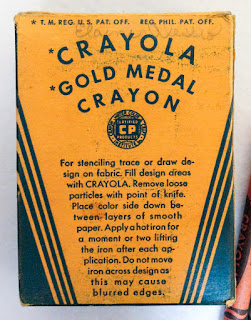 * T. M. REG. U. S. PAT. OFF. REG. PHIL. PAT. OFF.
*CRAYOLA
*GOLD MEDAL
CRAYON
CERTIFIED
CP
PRODUCTS
For stenciling trace or draw de-
sign on fabric. Fill design areas
with CRAYOLA. Remove loose
particles with point of knife.
Place color side down be-
tween layers of smooth
paper. Apply a hot iron for
a moment or two lifting
the iron after each ap-
plication. Do not move
iron across design as
this may cause
blurred edges.